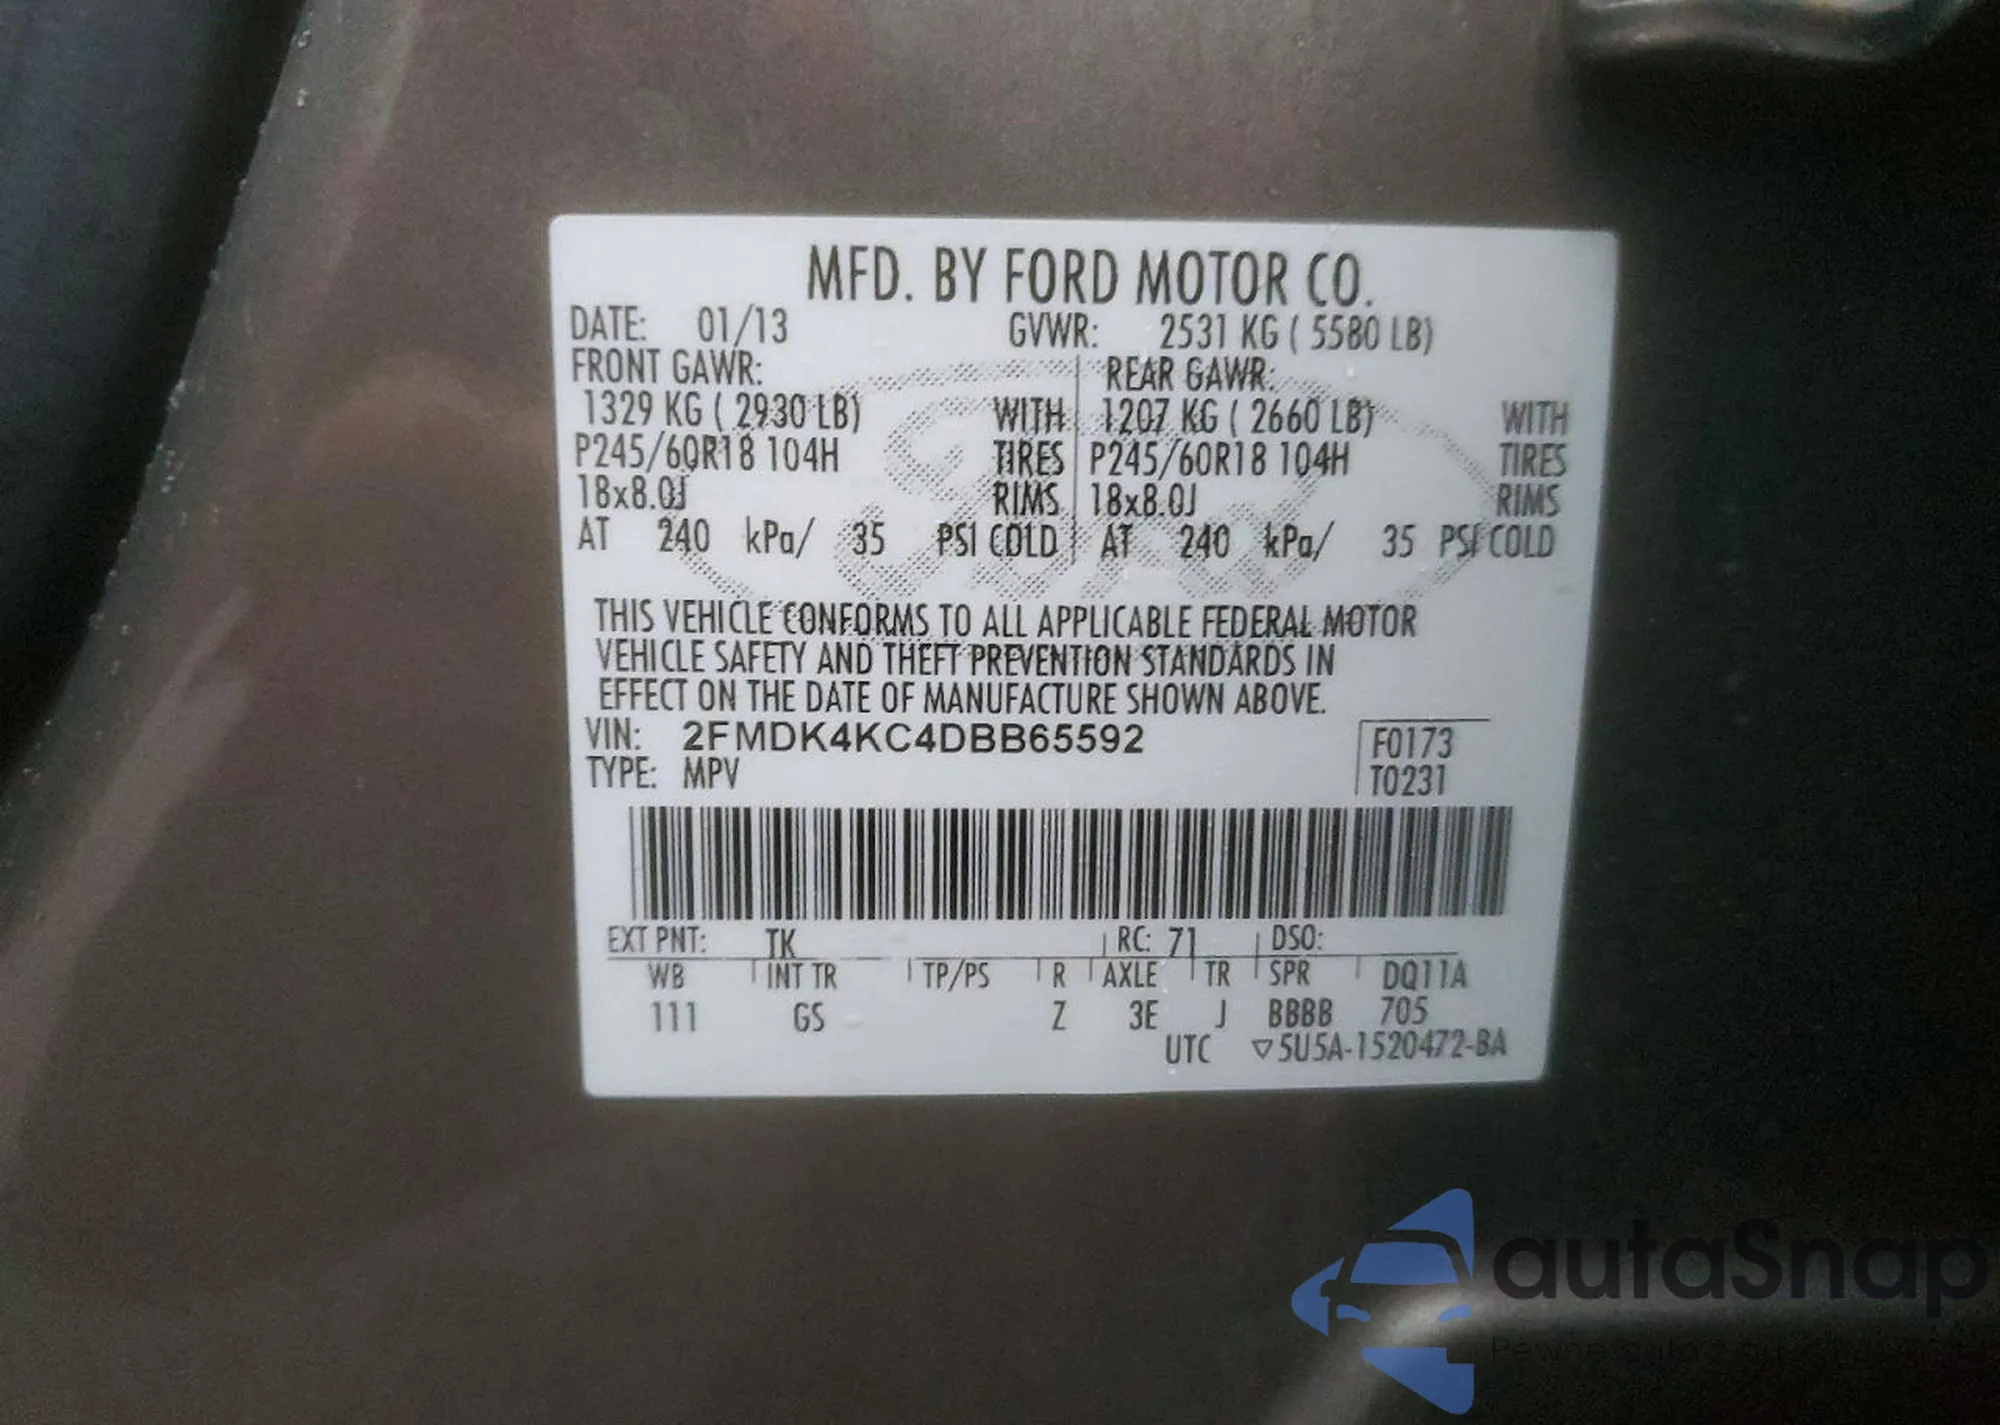 MFD. BY FORD MOTOR CO.
DATE: 01/13 GVWR: 2531 KG ( 5580 LB)
FRONT GAWR: REAR GAWR:
1329 KG ( 2930 LB) WITH 1207 KG ( 2660 LB) WITH
P245/60R18 104H TIRES P245/60R18 104H TIRES
18x8.0J RIMS 18x8.0J RIMS
AT 240 kPa/ 35 PSI COLD AT 240 kPa/ 35 PSI COLD
THIS VEHICLE CONFORMS TO ALL APPLICABLE FEDERAL MOTOR
VEHICLE SAFETY AND THEFT PREVENTION STANDARDS IN
EFFECT ON THE DATE OF MANUFACTURE SHOWN ABOVE.
VIN: 2FMDK4KC4DBB65592 F0173
TYPE: MPV T0231
EXT PNT: TK RC: 71 DSO:
WB INT TR TP/PS R AXLE TR SPR DQ11A
111 GS Z 3E J BBBB 705
UTC ▽5U5A-1520472-BA
autaSnap